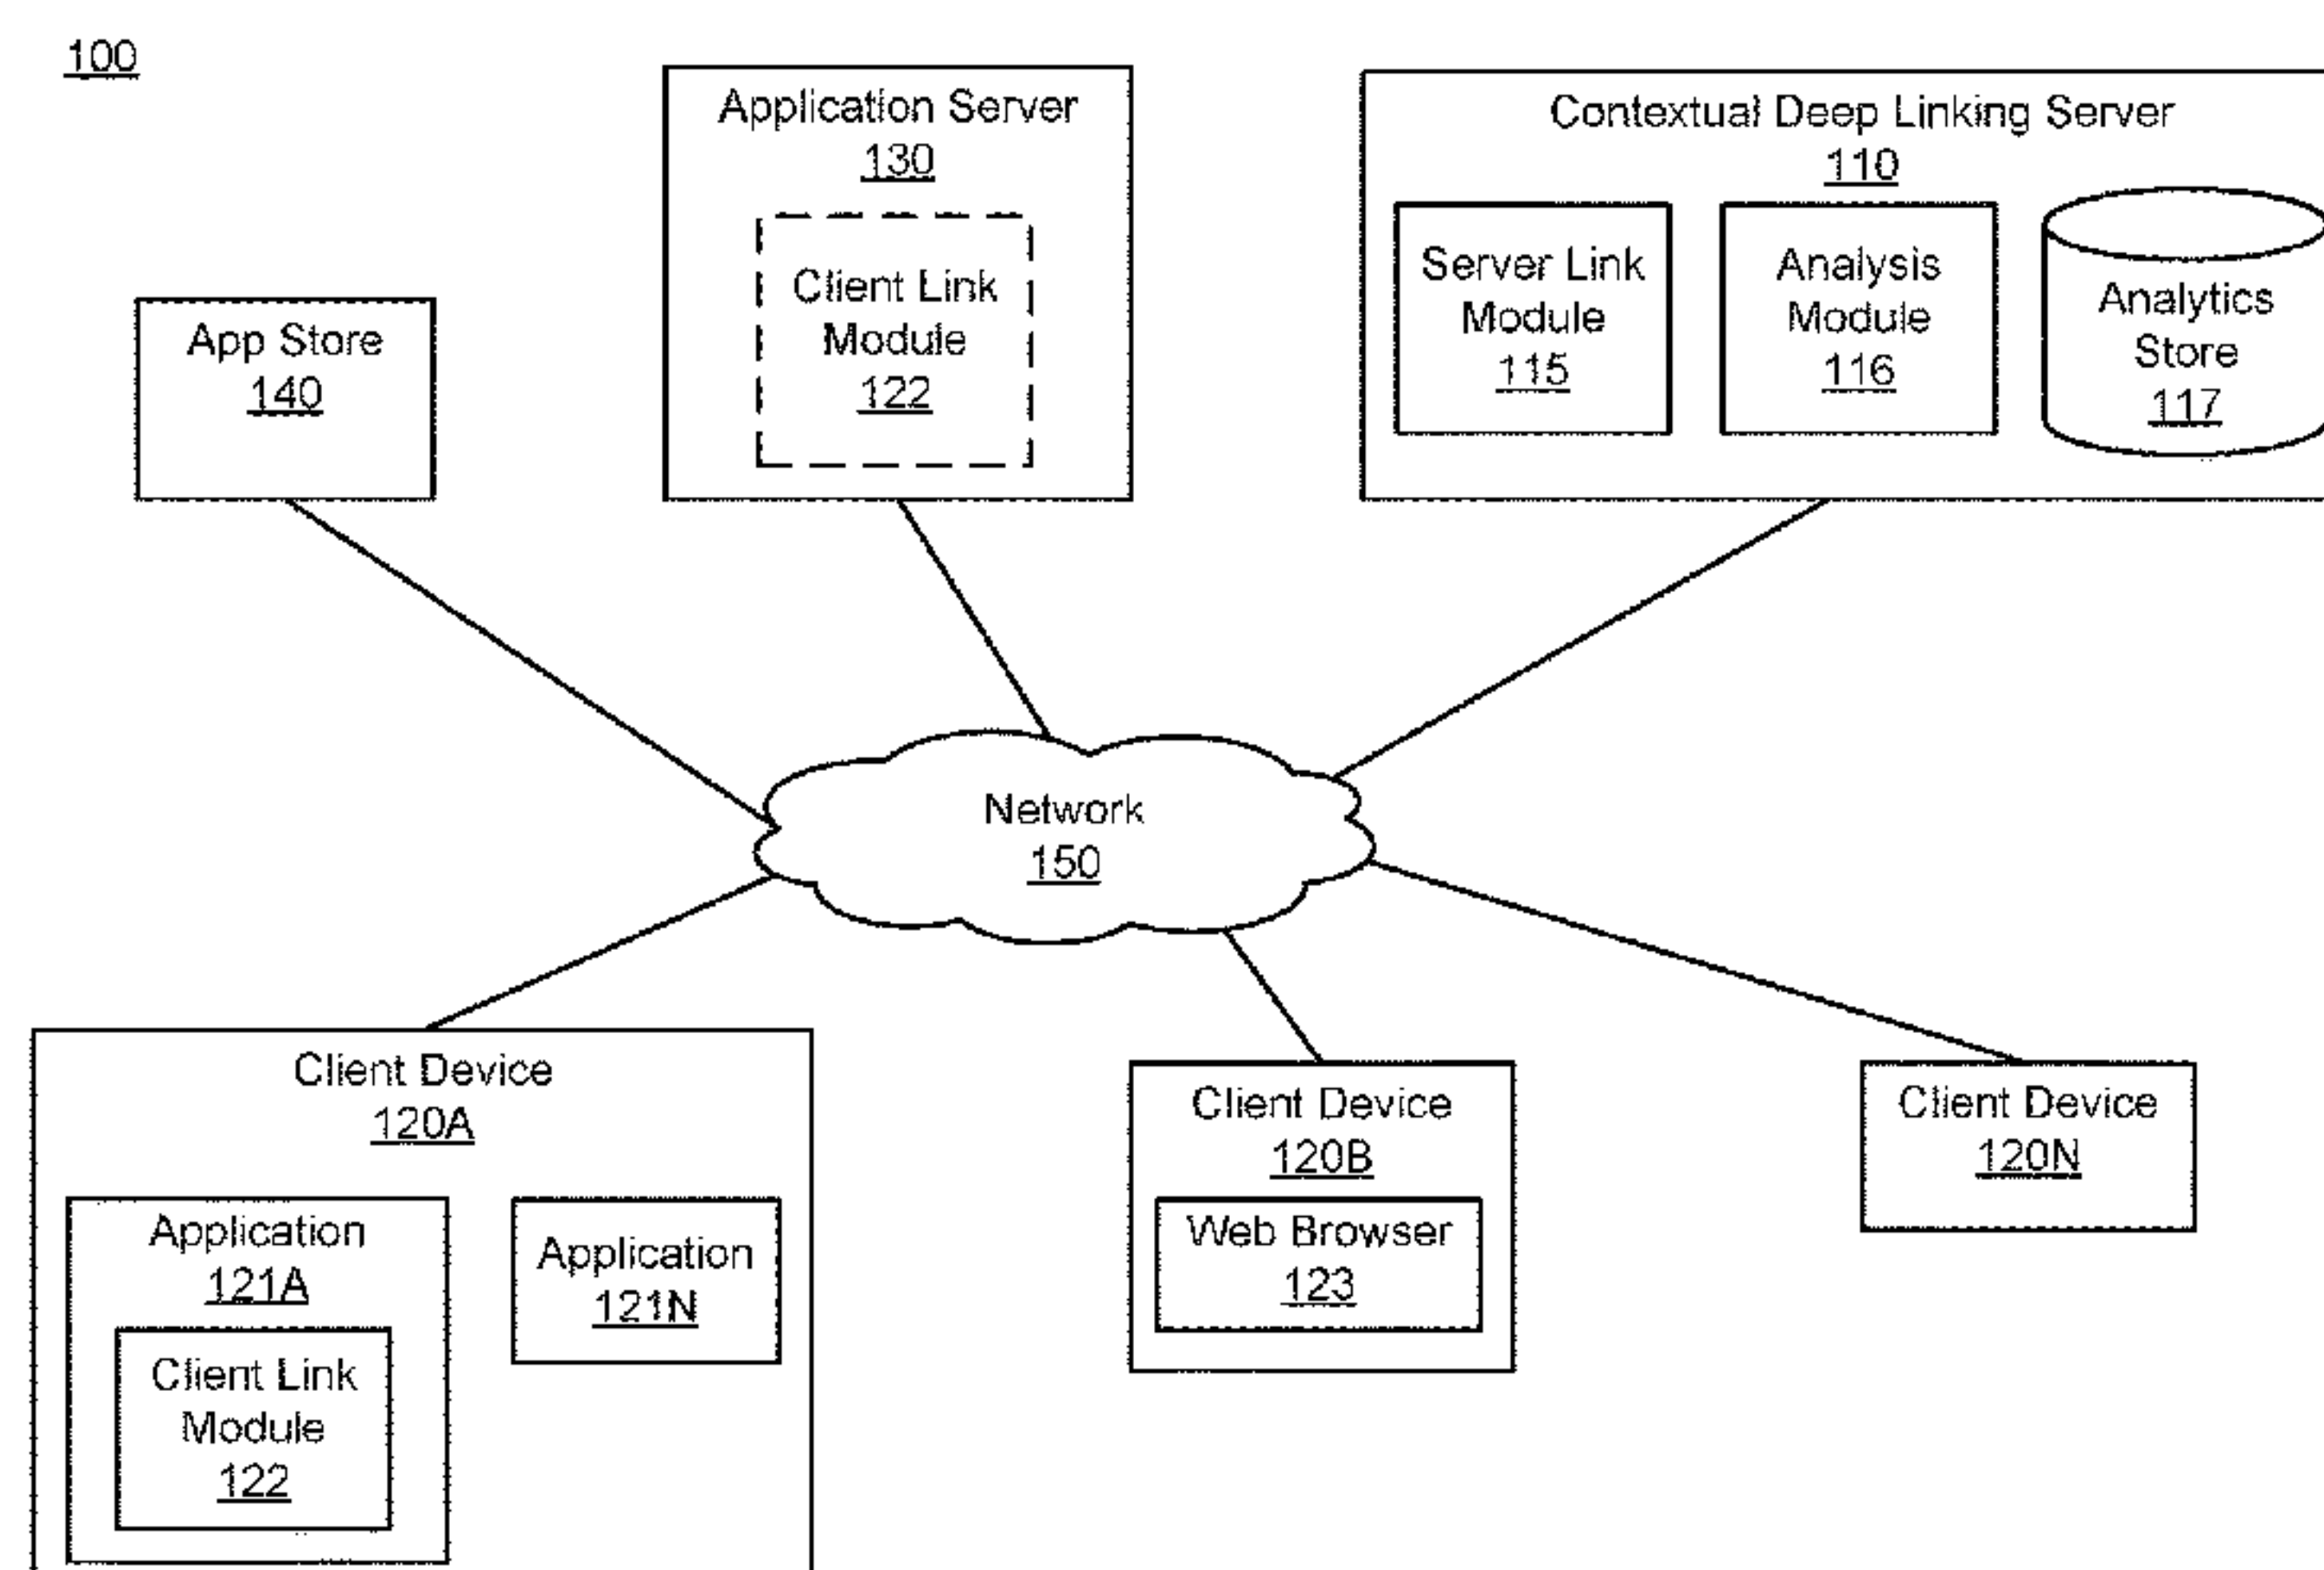 100
Application Server
130
Client Link
Module
122
Contextual Deep Linking Server
110
Server Link
Module
115
Analysis
Module
116
Analytics
Store
117
App Store
140
Network
150
Client Device
120A
Application
121A
Client Link
Module
122
Application
121N
Client Device
120B
Web Browser
123
Client Device
120N